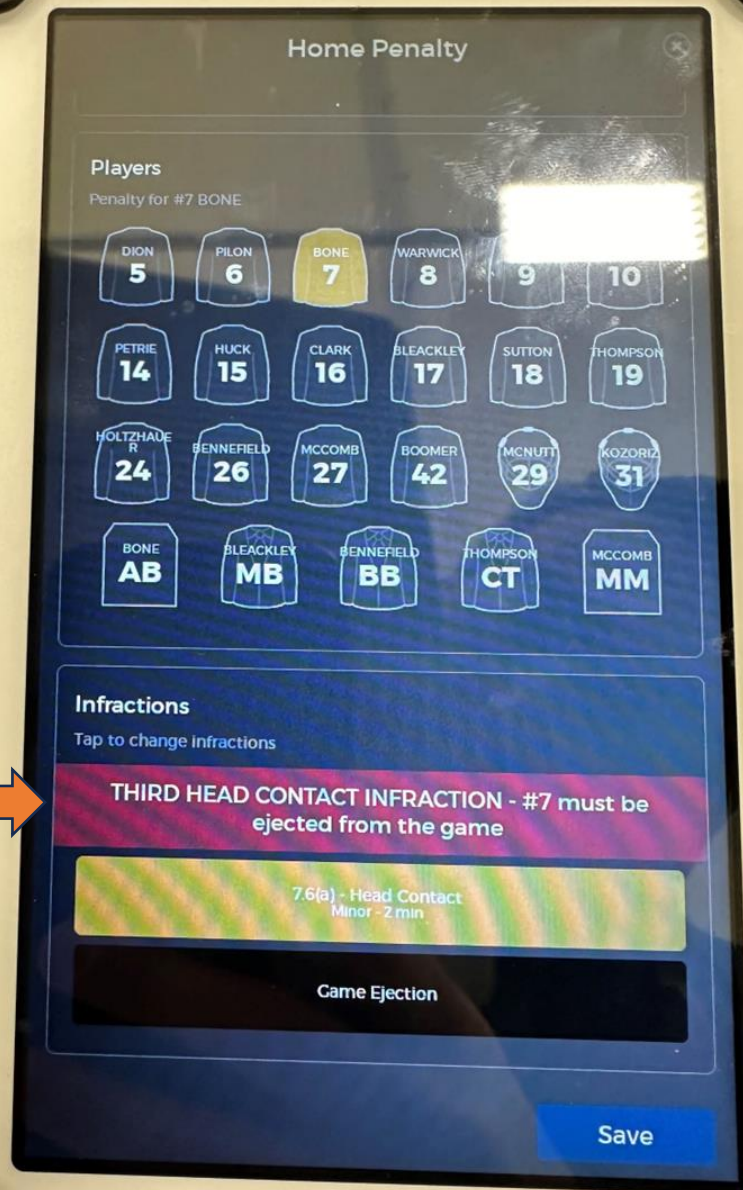 Home Penalty
Players
Penalty for #7 BONE
DION
5
PILON
6
BONE
7
WARWICK
8
9
10
PETRIE
14
HUCK
15
CLARK
16
BLEACKLEY
17
SUTTON
18
THOMPSON
19
HOLTZHAUE
R
24
BENNEFIELD
26
MCCOMB
27
BOOMER
42
MCNUTT
29
KOZORIZ
31
BONE
AB
BLEACKLEY
MB
BENNEFIELD
BB
THOMPSON
CT
MCCOMB
MM
Infractions
Tap to change infractions
THIRD HEAD CONTACT INFRACTION - #7 must be
ejected from the game
7.6(a) - Head Contact
Minor - 2 min
Game Ejection
Save